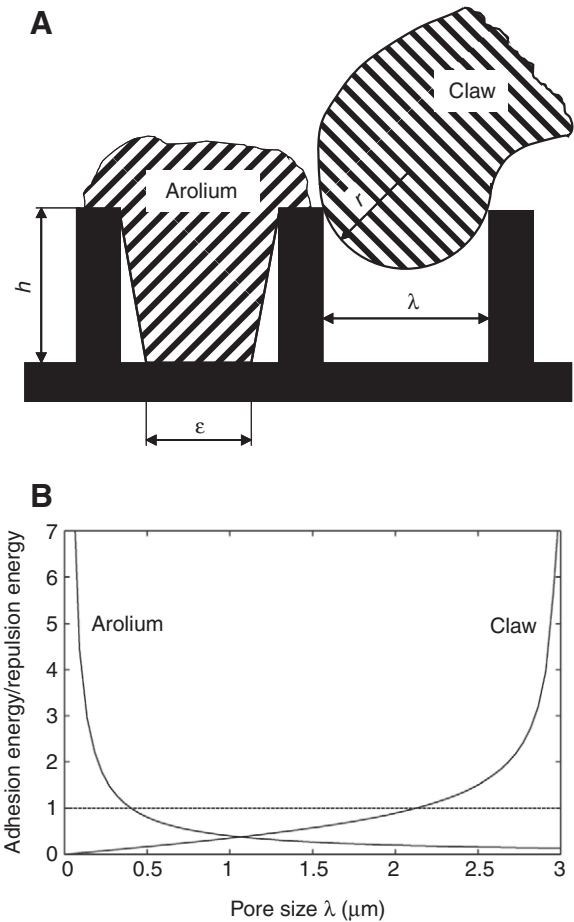 A
Claw
Arolium
r
h
λ
ε
B
7
6
5
4
3
2
1
0
Adhesion energy/repulsion energy
Arolium
Claw
0 0.5 1 1.5 2 2.5 3
Pore size λ (μm)